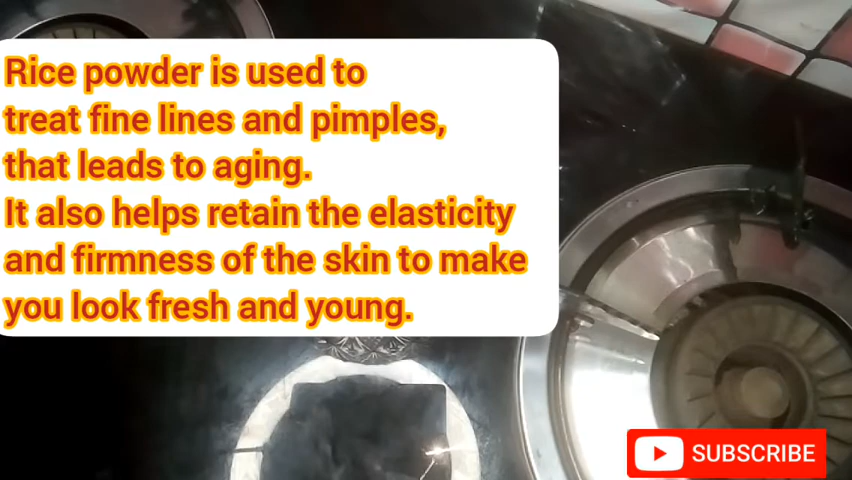 Rice powder is used to
treat fine lines and pimples,
that leads to aging.
It also helps retain the elasticity
and firmness of the skin to make
you look fresh and young.
SUBSCRIBE